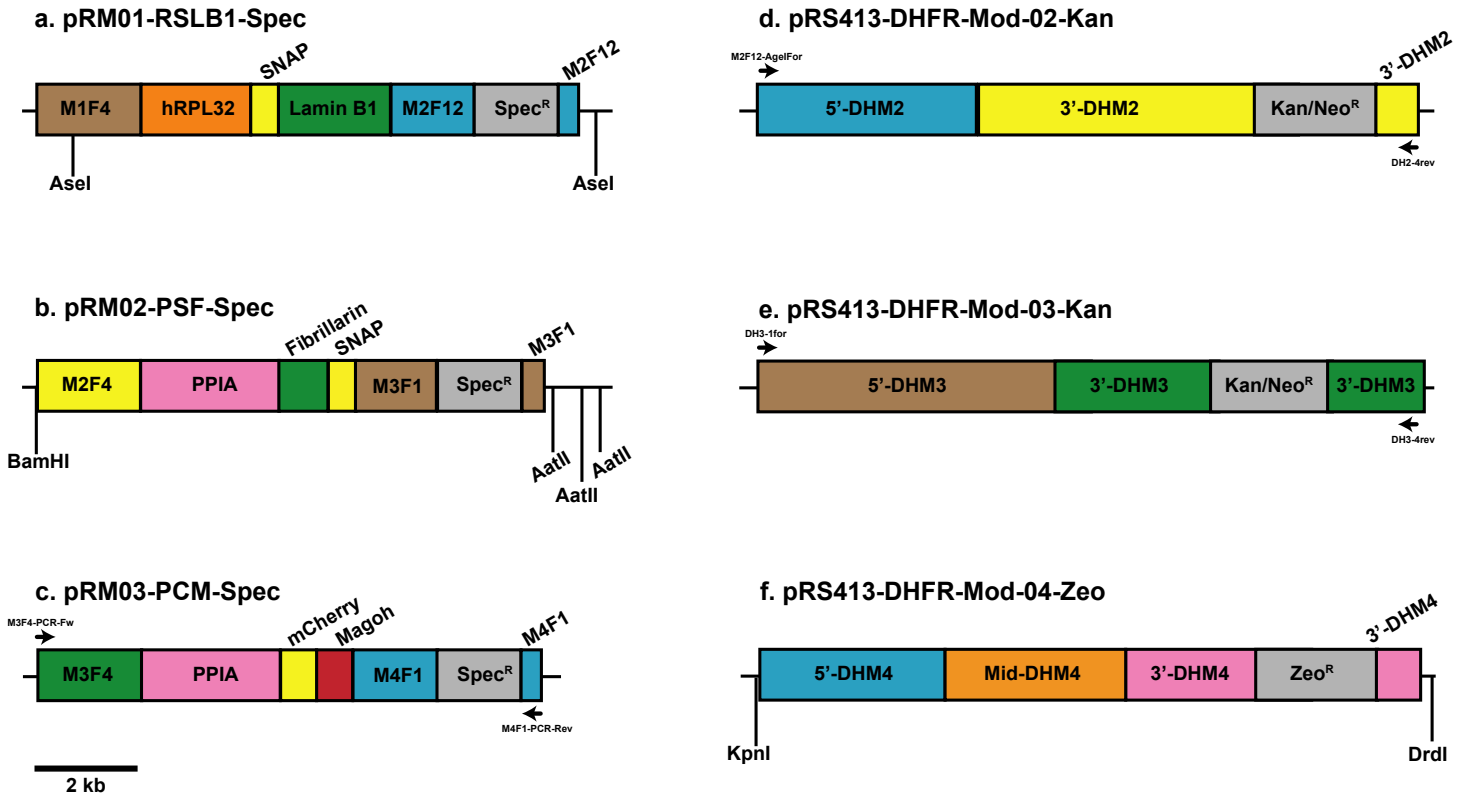 a. pRM01-RSLB1-Spec
SNAP
M2F12
M1F4 hRPL32 Lamin B1 M2F12 Spec^R
AseI AseI
b. pRM02-PSF-Spec
Fibrillarin
SNAP
M3F1
M2F4 PPIA M3F1 Spec^R
BamHI
AatII AatII
AatII
c. pRM03-PCM-Spec
M3F4-PCR-Fw
mCherry
Magoh
M4F1
M3F4 PPIA M4F1 Spec^R
M4F1-PCR-Rev
2 kb
d. pRS413-DHFR-Mod-02-Kan
M2F12-AgeIFor
3'-DHM2
5'-DHM2 3'-DHM2 Kan/Neo^R
DH2-4rev
e. pRS413-DHFR-Mod-03-Kan
DH3-1for
5'-DHM3 3'-DHM3 Kan/Neo^R 3'-DHM3
DH3-4rev
f. pRS413-DHFR-Mod-04-Zeo
3'-DHM4
5'-DHM4 Mid-DHM4 3'-DHM4 Zeo^R
KpnI DrdI